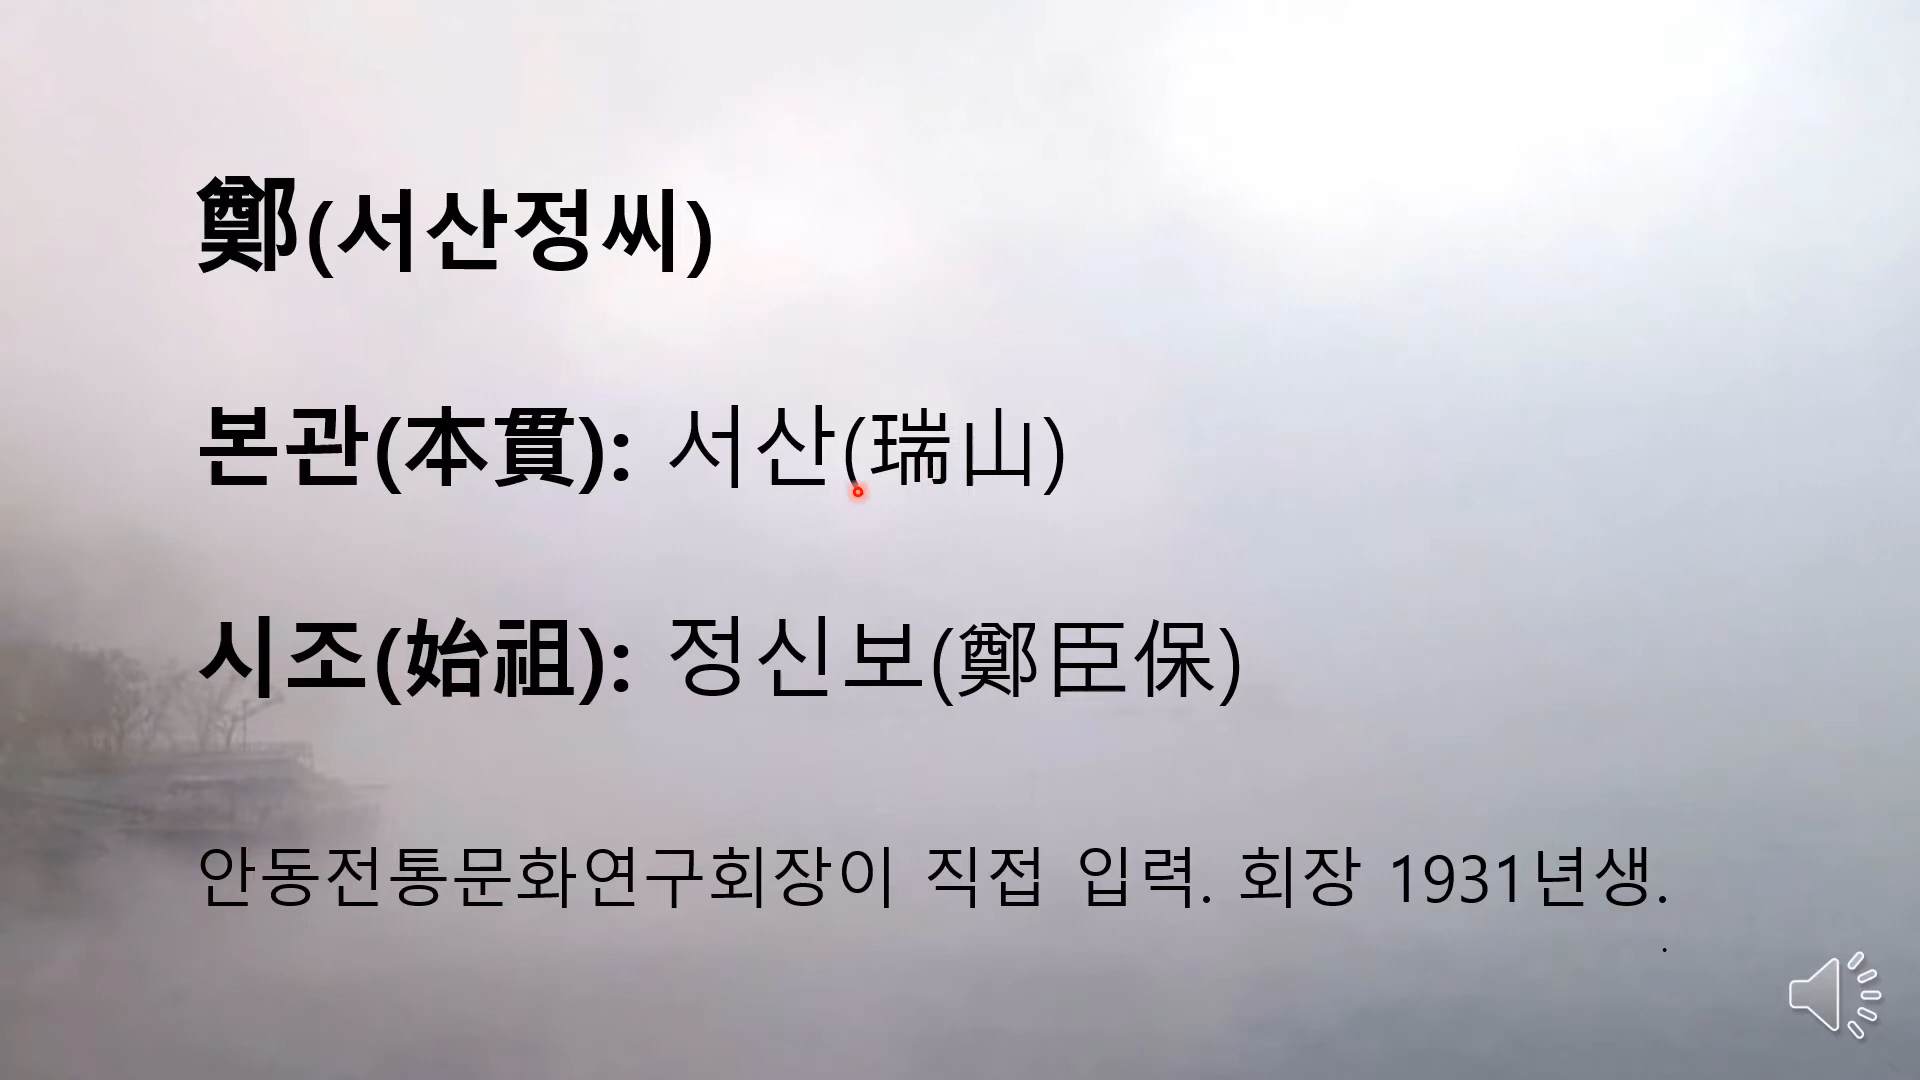 鄭(서산정씨)
본관(本貫): 서산(瑞山)
시조(始祖): 정신보(鄭臣保)
안동전통문화연구회장이 직접 입력. 회장 1931년생.
.